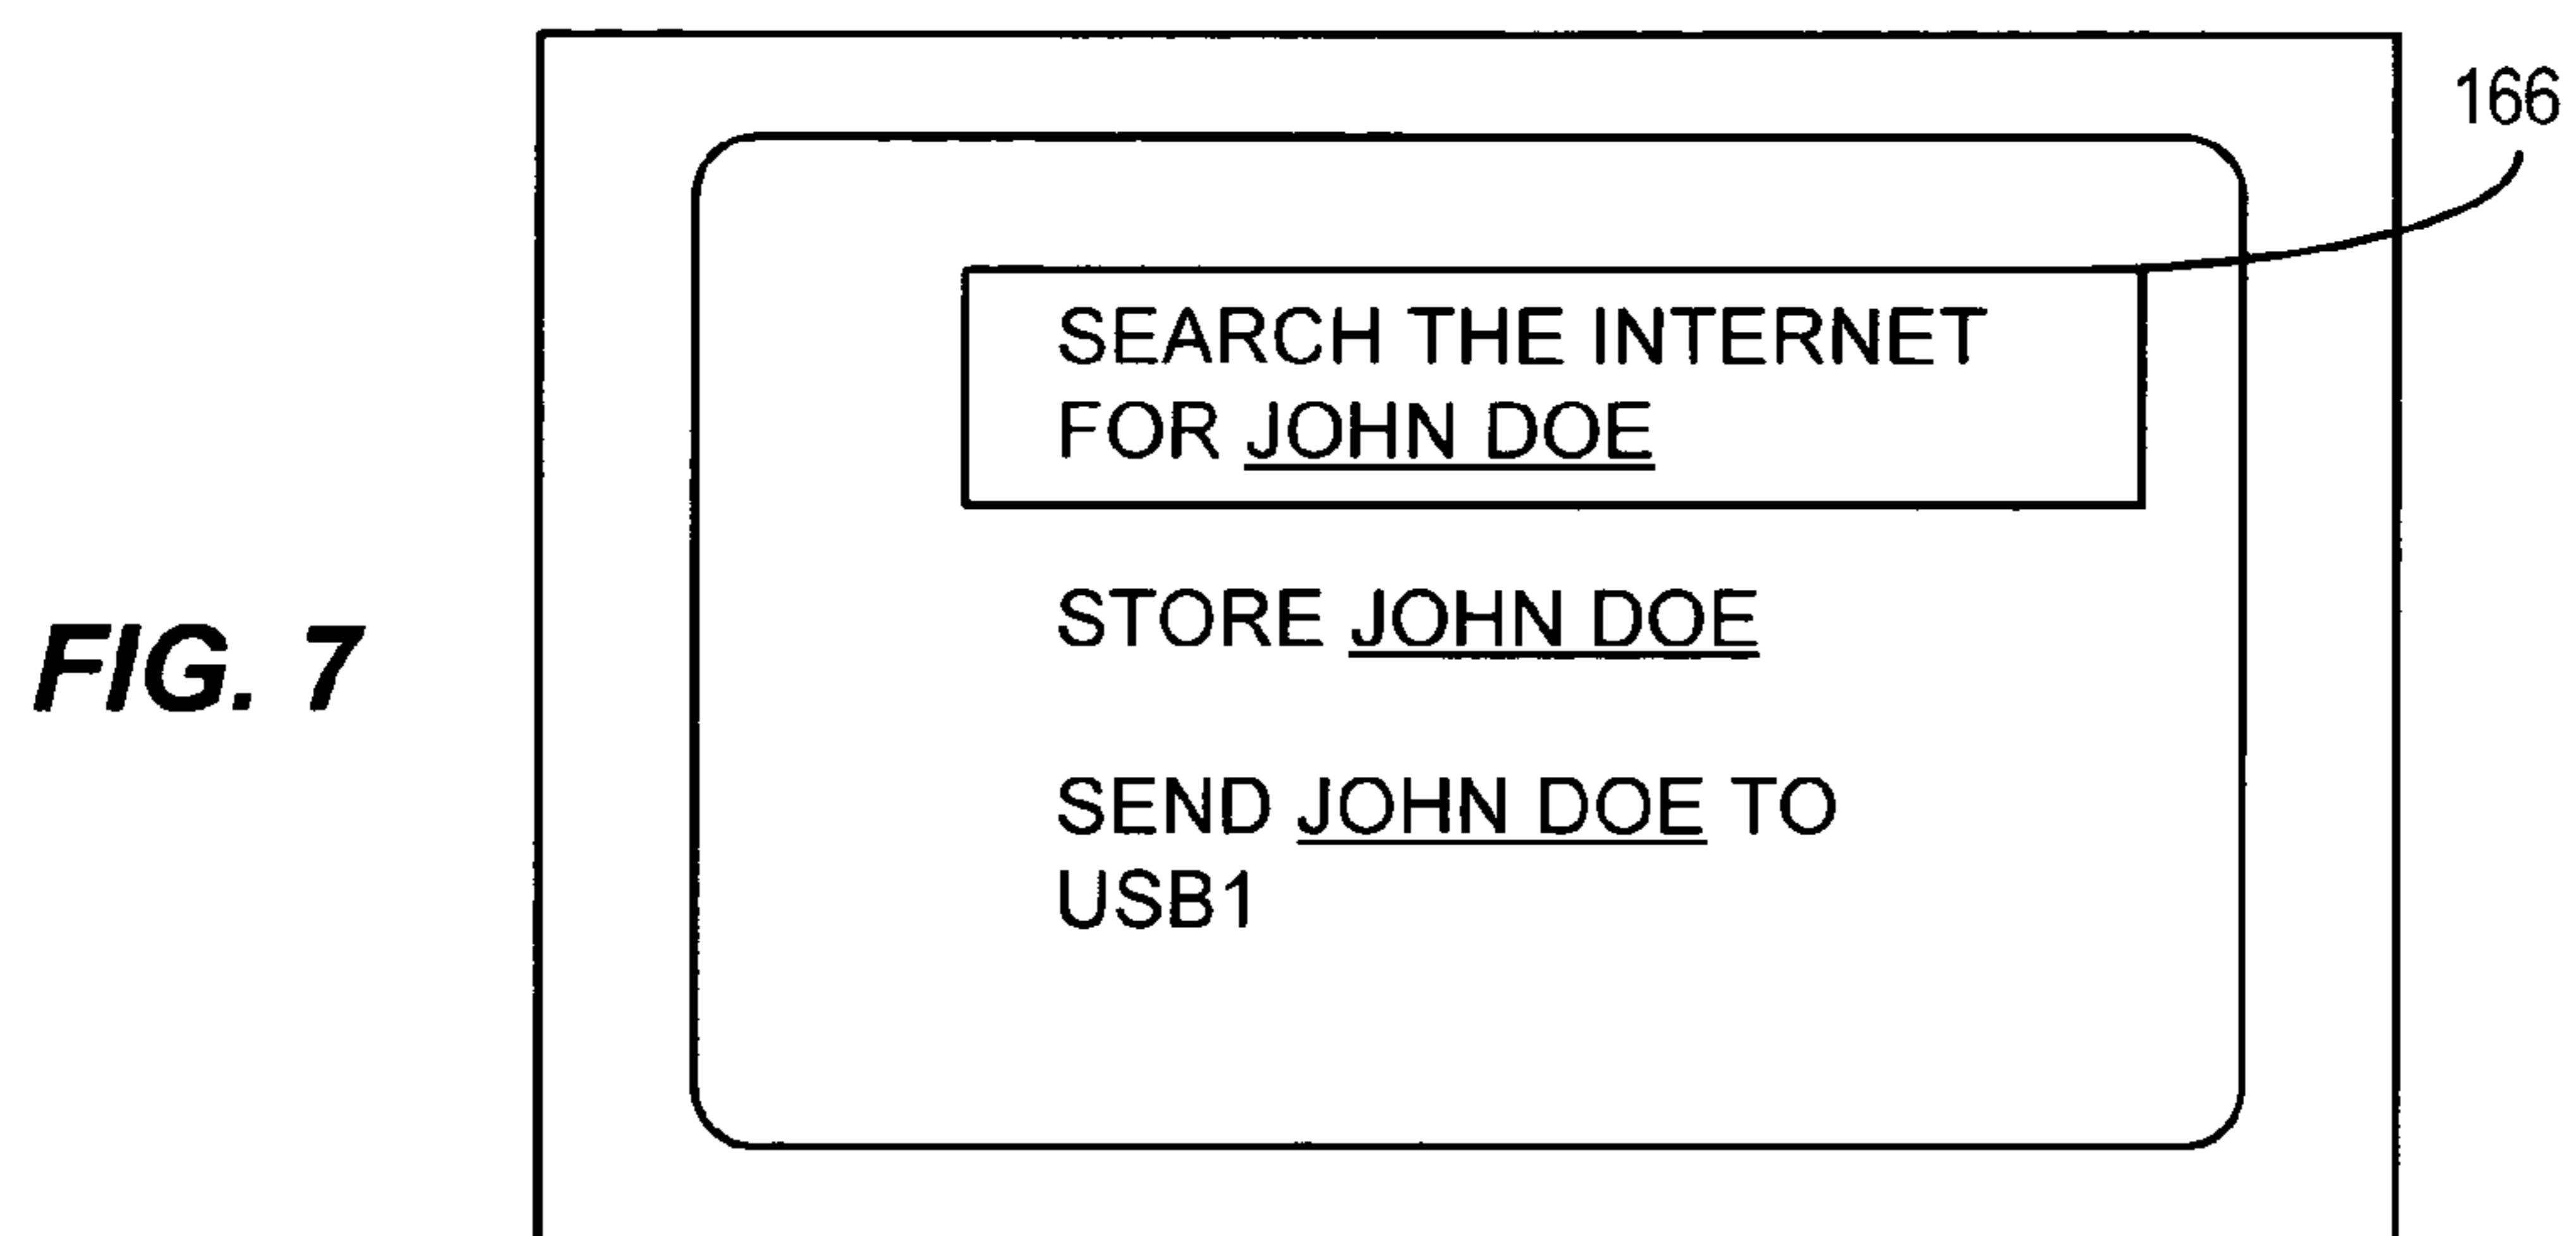 166
SEARCH THE INTERNET
FOR JOHN DOE
STORE JOHN DOE
FIG. 7
SEND JOHN DOE TO
USB1